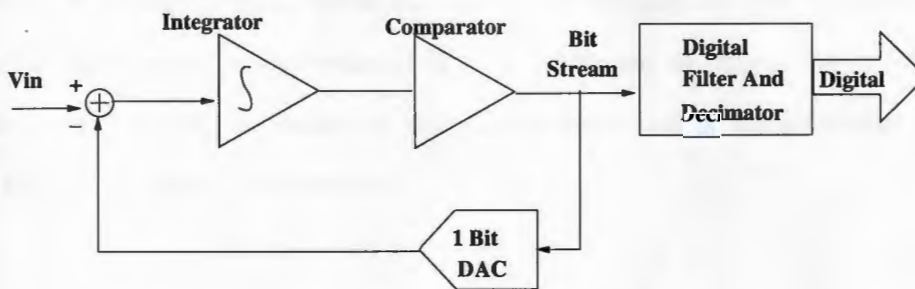 Integrator
Comparator
Vin
+
−
Bit
Stream
Digital
Filter And
Decimator
Digital
1 Bit
DAC